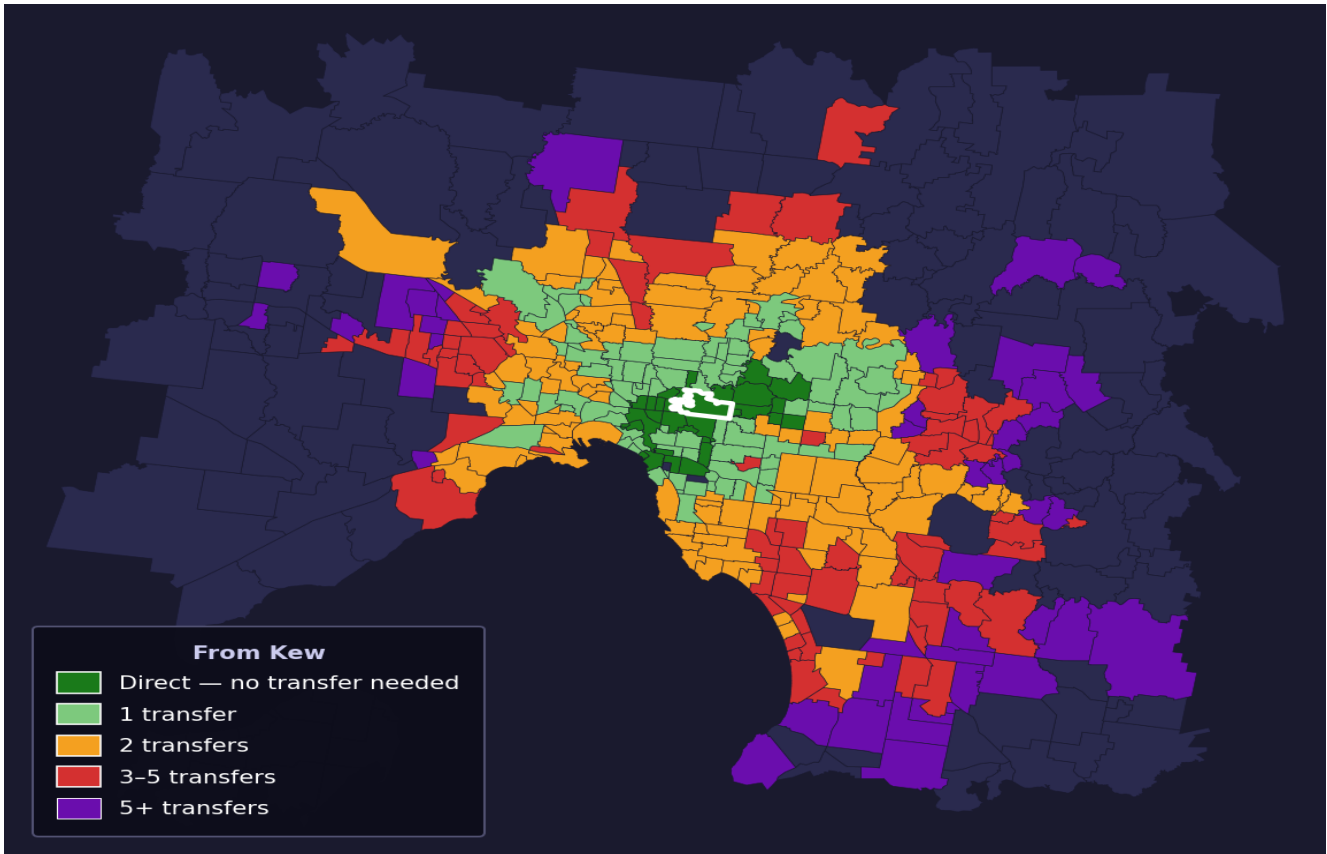 From Kew
Direct — no transfer needed
1 transfer
2 transfers
3–5 transfers
5+ transfers